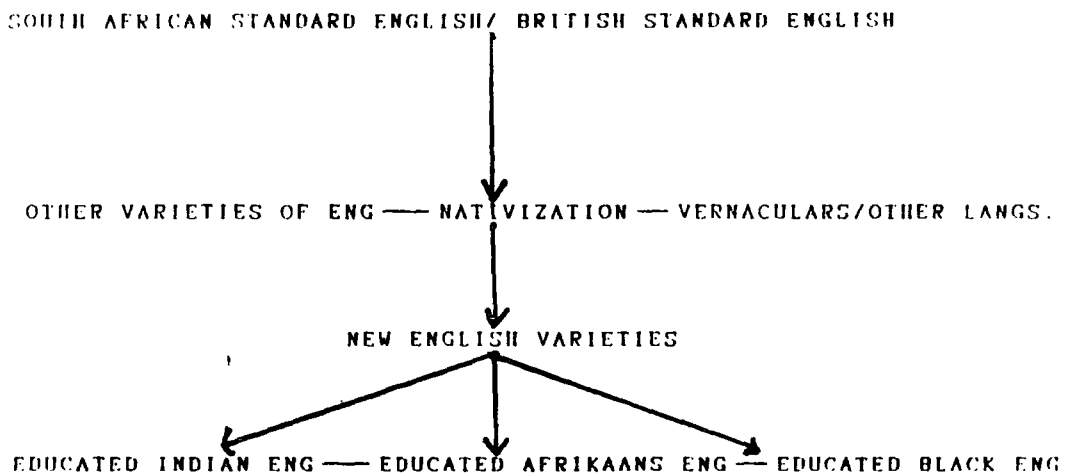 SOUTH AFRICAN STANDARD ENGLISH/ BRITISH STANDARD ENGLISH
OTHER VARIETIES OF ENG — NATIVIZATION — VERNACULARS/OTHER LANGS.
NEW ENGLISH VARIETIES
EDUCATED INDIAN ENG — EDUCATED AFRIKAANS ENG — EDUCATED BLACK ENG